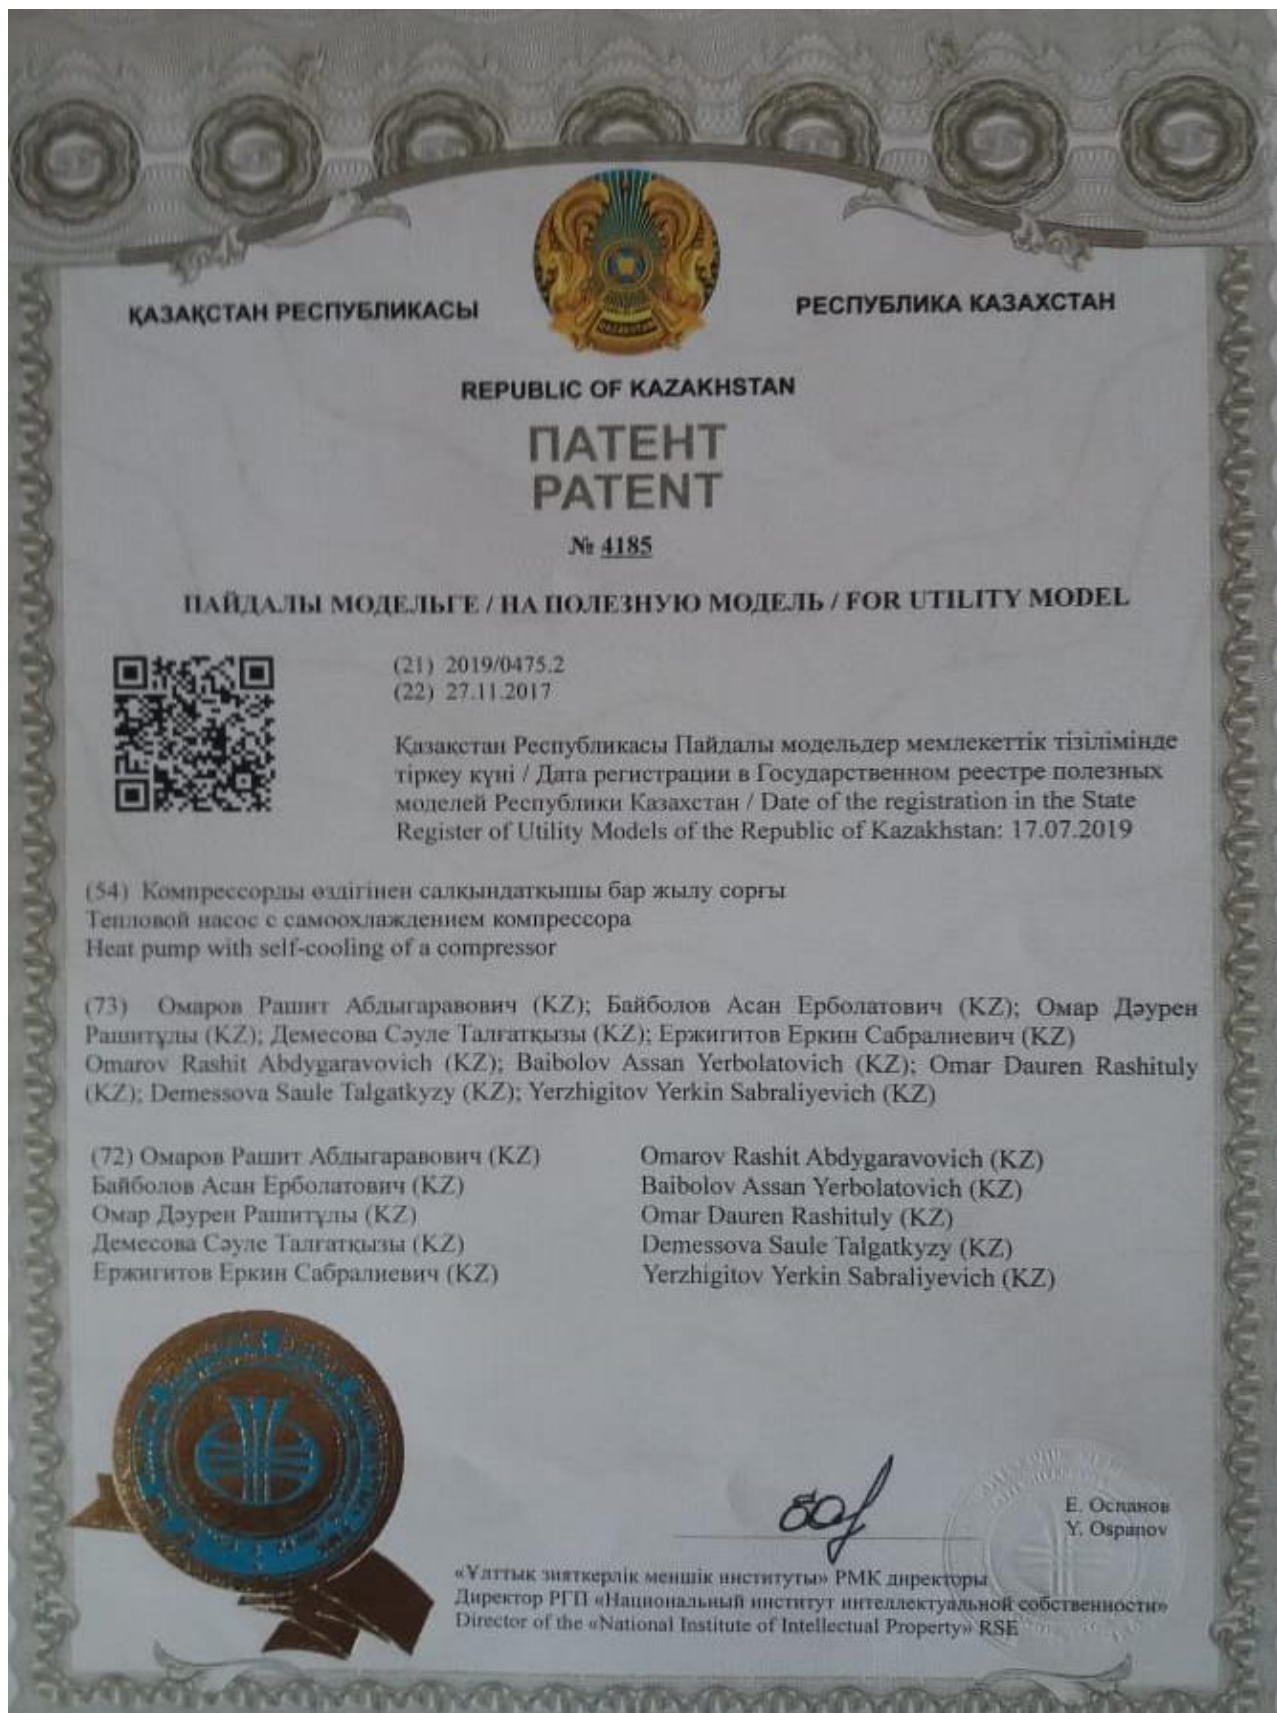 ҚАЗАҚСТАН РЕСПУБЛИКАСЫ
РЕСПУБЛИКА КАЗАХСТАН
REPUBLIC OF KAZAKHSTAN
ПАТЕНТ
PATENT
№ 4185
ПАЙДАЛЫ МОДЕЛЬГЕ / НА ПОЛЕЗНУЮ МОДЕЛЬ / FOR UTILITY MODEL
(21) 2019/0475.2
(22) 27.11.2017
Қазақстан Республикасы Пайдалы модельдер мемлекеттік тізілімінде
тіркеу күні / Дата регистрации в Государственном реестре полезных
моделей Республики Казахстан / Date of the registration in the State
Register of Utility Models of the Republic of Kazakhstan: 17.07.2019
(54) Компрессорды өздігінен салқындатқышы бар жылу сорғы
Тепловой насос с самоохлаждением компрессора
Heat pump with self-cooling of a compressor
(73) Омаров Рашит Абдыгаравович (KZ); Байболов Асан Ерболатович (KZ); Омар Дәурен
Рашитұлы (KZ); Демесова Сәуле Талғатқызы (KZ); Ержигитов Еркин Сабралиевич (KZ)
Omarov Rashit Abdygaravovich (KZ); Baibolov Assan Yerbolatovich (KZ); Omar Dauren Rashituly
(KZ); Demessova Saule Talgatkyzy (KZ); Yerzhigitov Yerkin Sabraliyevich (KZ)
(72) Омаров Рашит Абдыгаравович (KZ)
Байболов Асан Ерболатович (KZ)
Омар Дәурен Рашитұлы (KZ)
Демесова Сәуле Талғатқызы (KZ)
Ержигитов Еркин Сабралиевич (KZ)
Omarov Rashit Abdygaravovich (KZ)
Baibolov Assan Yerbolatovich (KZ)
Omar Dauren Rashituly (KZ)
Demessova Saule Talgatkyzy (KZ)
Yerzhigitov Yerkin Sabraliyevich (KZ)
Е. Оспанов
Y. Ospanov
«Ұлттық зияткерлік меншік институты» РМК директоры
Директор РГП «Национальный институт интеллектуальной собственности»
Director of the «National Institute of Intellectual Property» RSE